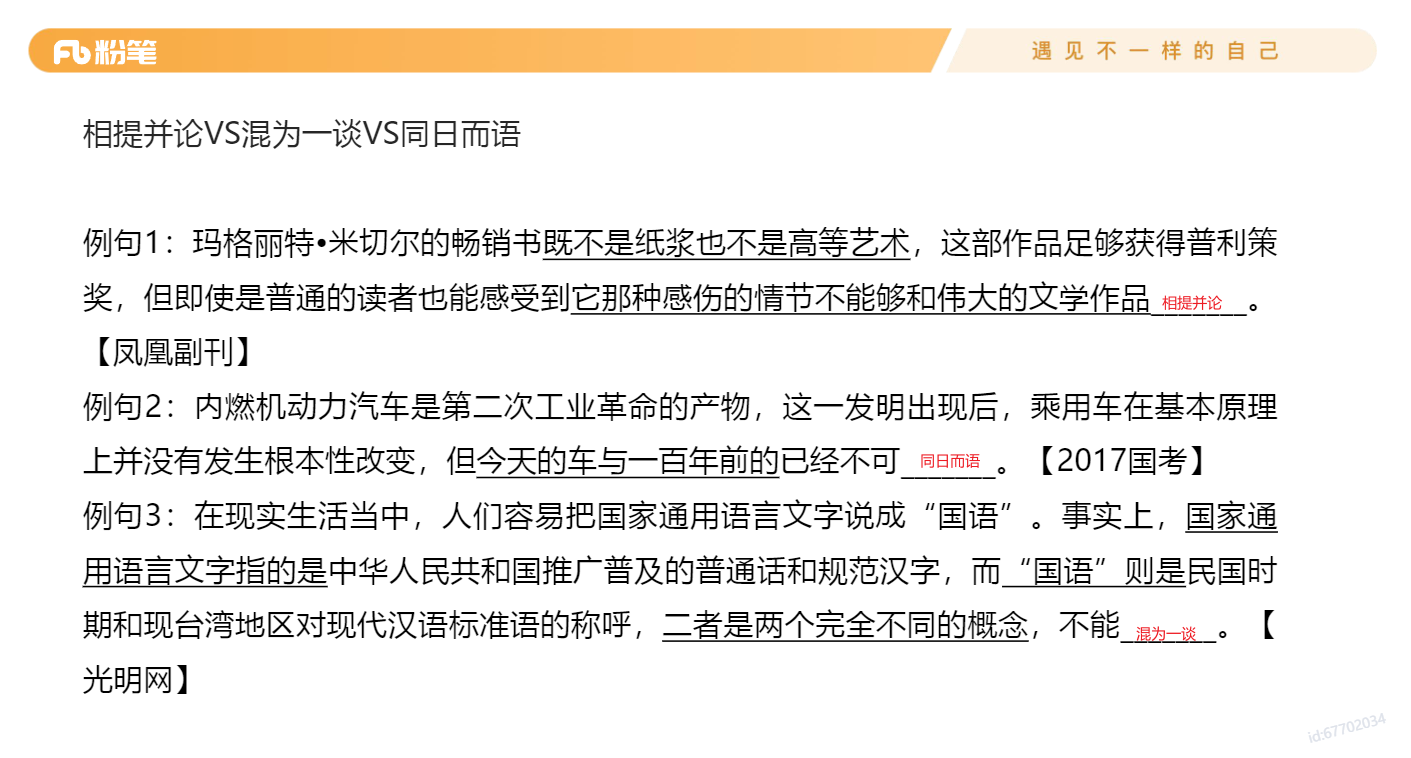 粉笔
遇见不一样的自己
相提并论VS混为一谈VS同日而语
例句1：玛格丽特•米切尔的畅销书既不是纸浆也不是高等艺术，这部作品足够获得普利策
奖，但即使是普通的读者也能感受到它那种感伤的情节不能够和伟大的文学作品_相提并论_。
【凤凰副刊】
例句2：内燃机动力汽车是第二次工业革命的产物，这一发明出现后，乘用车在基本原理
上并没有发生根本性改变，但今天的车与一百年前的已经不可_同日而语_。【2017国考】
例句3：在现实生活当中，人们容易把国家通用语言文字说成“国语”。事实上，国家通
用语言文字指的是中华人民共和国推广普及的普通话和规范汉字，而“国语”则是民国时
期和现台湾地区对现代汉语标准语的称呼，二者是两个完全不同的概念，不能_混为一谈_。【
光明网】
id:67702034